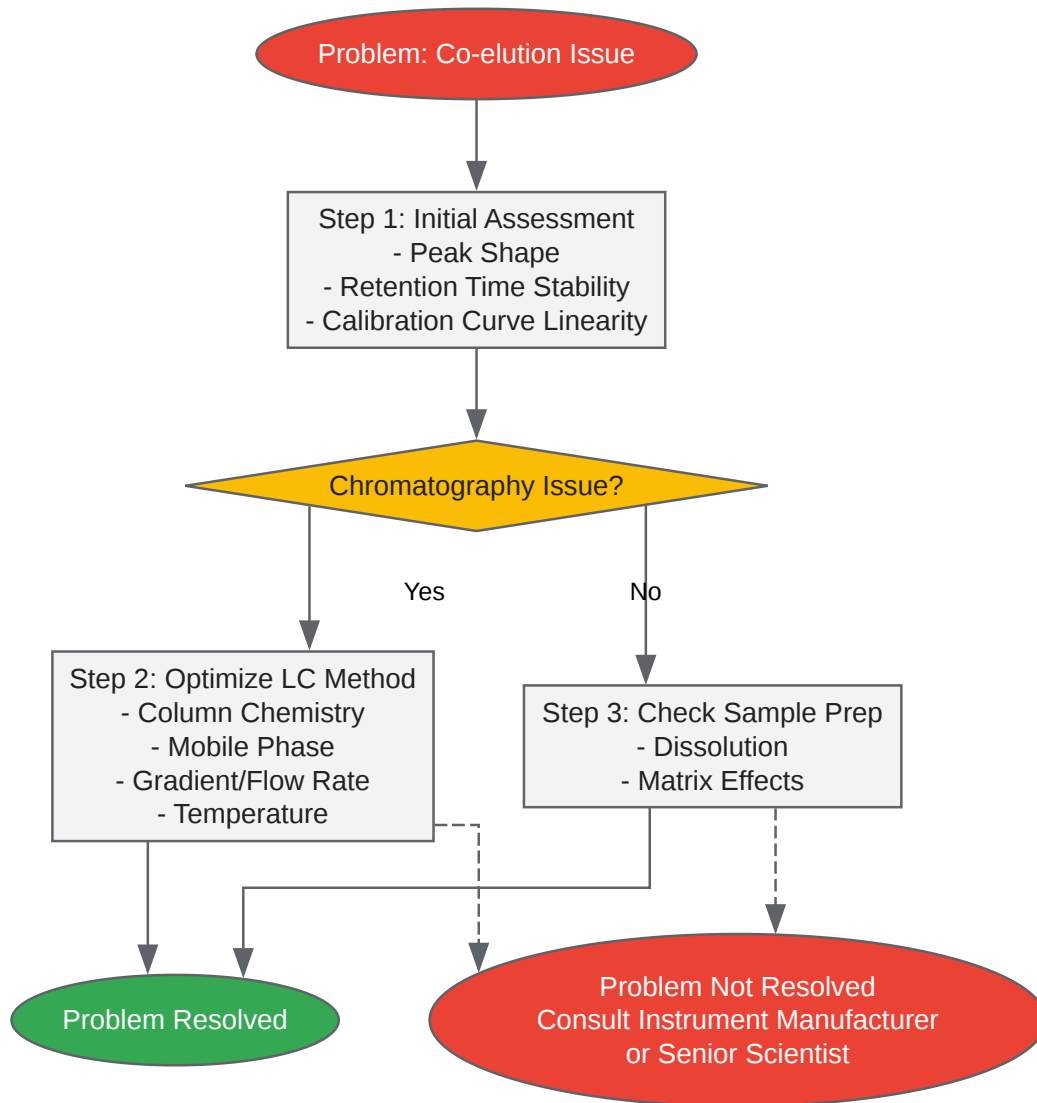 Problem: Co-elution Issue
Step 1: Initial Assessment
- Peak Shape
- Retention Time Stability
- Calibration Curve Linearity
Chromatography Issue?
Yes
No
Step 2: Optimize LC Method
- Column Chemistry
- Mobile Phase
- Gradient/Flow Rate
- Temperature
Step 3: Check Sample Prep
- Dissolution
- Matrix Effects
Problem Resolved
Problem Not Resolved
Consult Instrument Manufacturer
or Senior Scientist